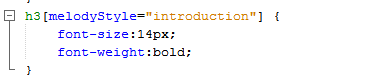 h3[melodyStyle="introduction"] {
font-size:14px;
font-weight:bold;
}